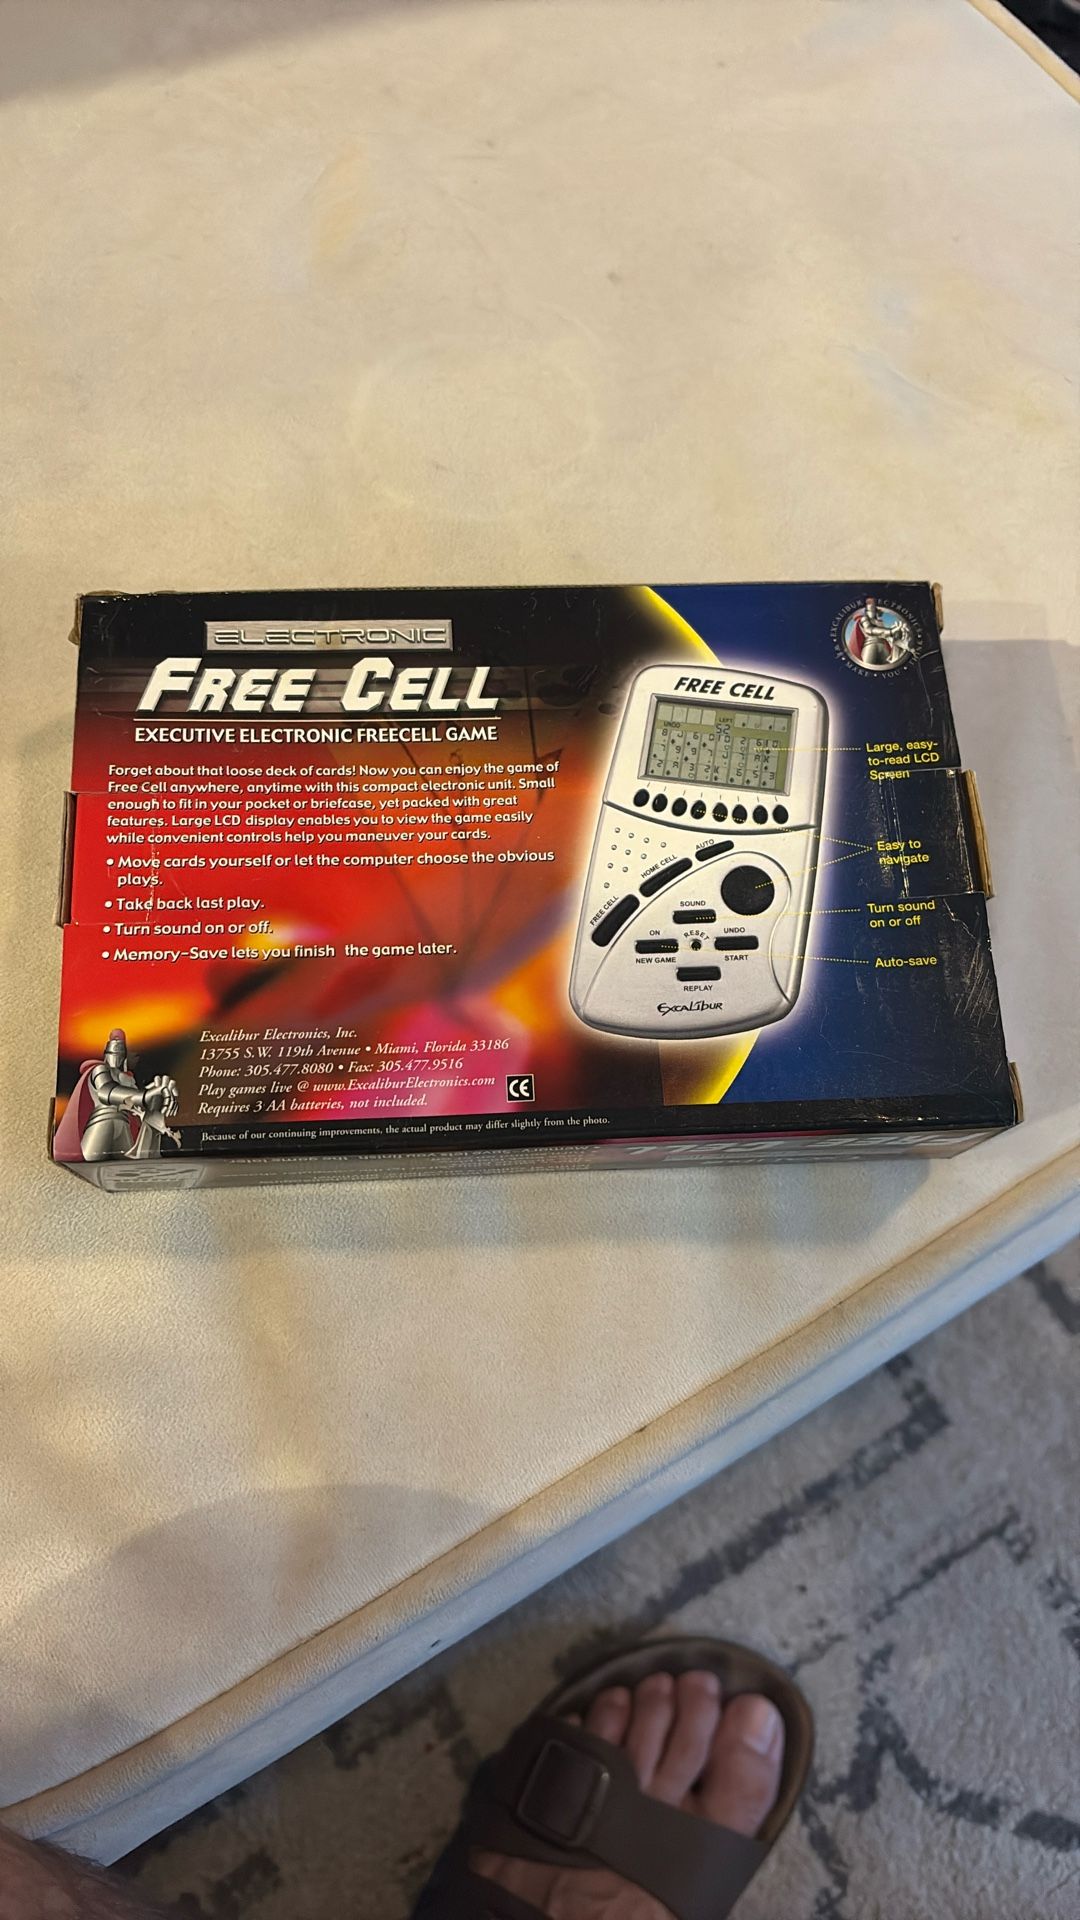 ELECTRONIC
FREE CELL
EXECUTIVE ELECTRONIC FREECELL GAME
Forget about that loose deck of cards! Now you can enjoy the game of
Free Cell anywhere, anytime with this compact electronic unit. Small
enough to fit in your pocket or briefcase, yet packed with great
features. Large LCD display enables you to view the game easily
while convenient controls help you maneuver your cards.
• Move cards yourself or let the computer choose the obvious
plays.
• Take back last play.
• Turn sound on or off.
• Memory-Save lets you finish the game later.
Excalibur Electronics, Inc.
13755 S.W. 119th Avenue • Miami, Florida 33186
Phone: 305.477.8080 • Fax: 305.477.9516
Play games live @ www.ExcaliburElectronics.com
Requires 3 AA batteries, not included.
CE
Because of our continuing improvements, the actual product may differ slightly from the photo.
EXCALIBUR ELECTRONICS
MAKE • YOU
FREE CELL
UNDO
LEFT
52
AUTO
HOME CELL
FREE CELL
SOUND
ON
RESET
UNDO
NEW GAME
START
REPLAY
EXCALIBUR
Large, easy-
to-read LCD
Screen
Easy to
navigate
Turn sound
on or off
Auto-save